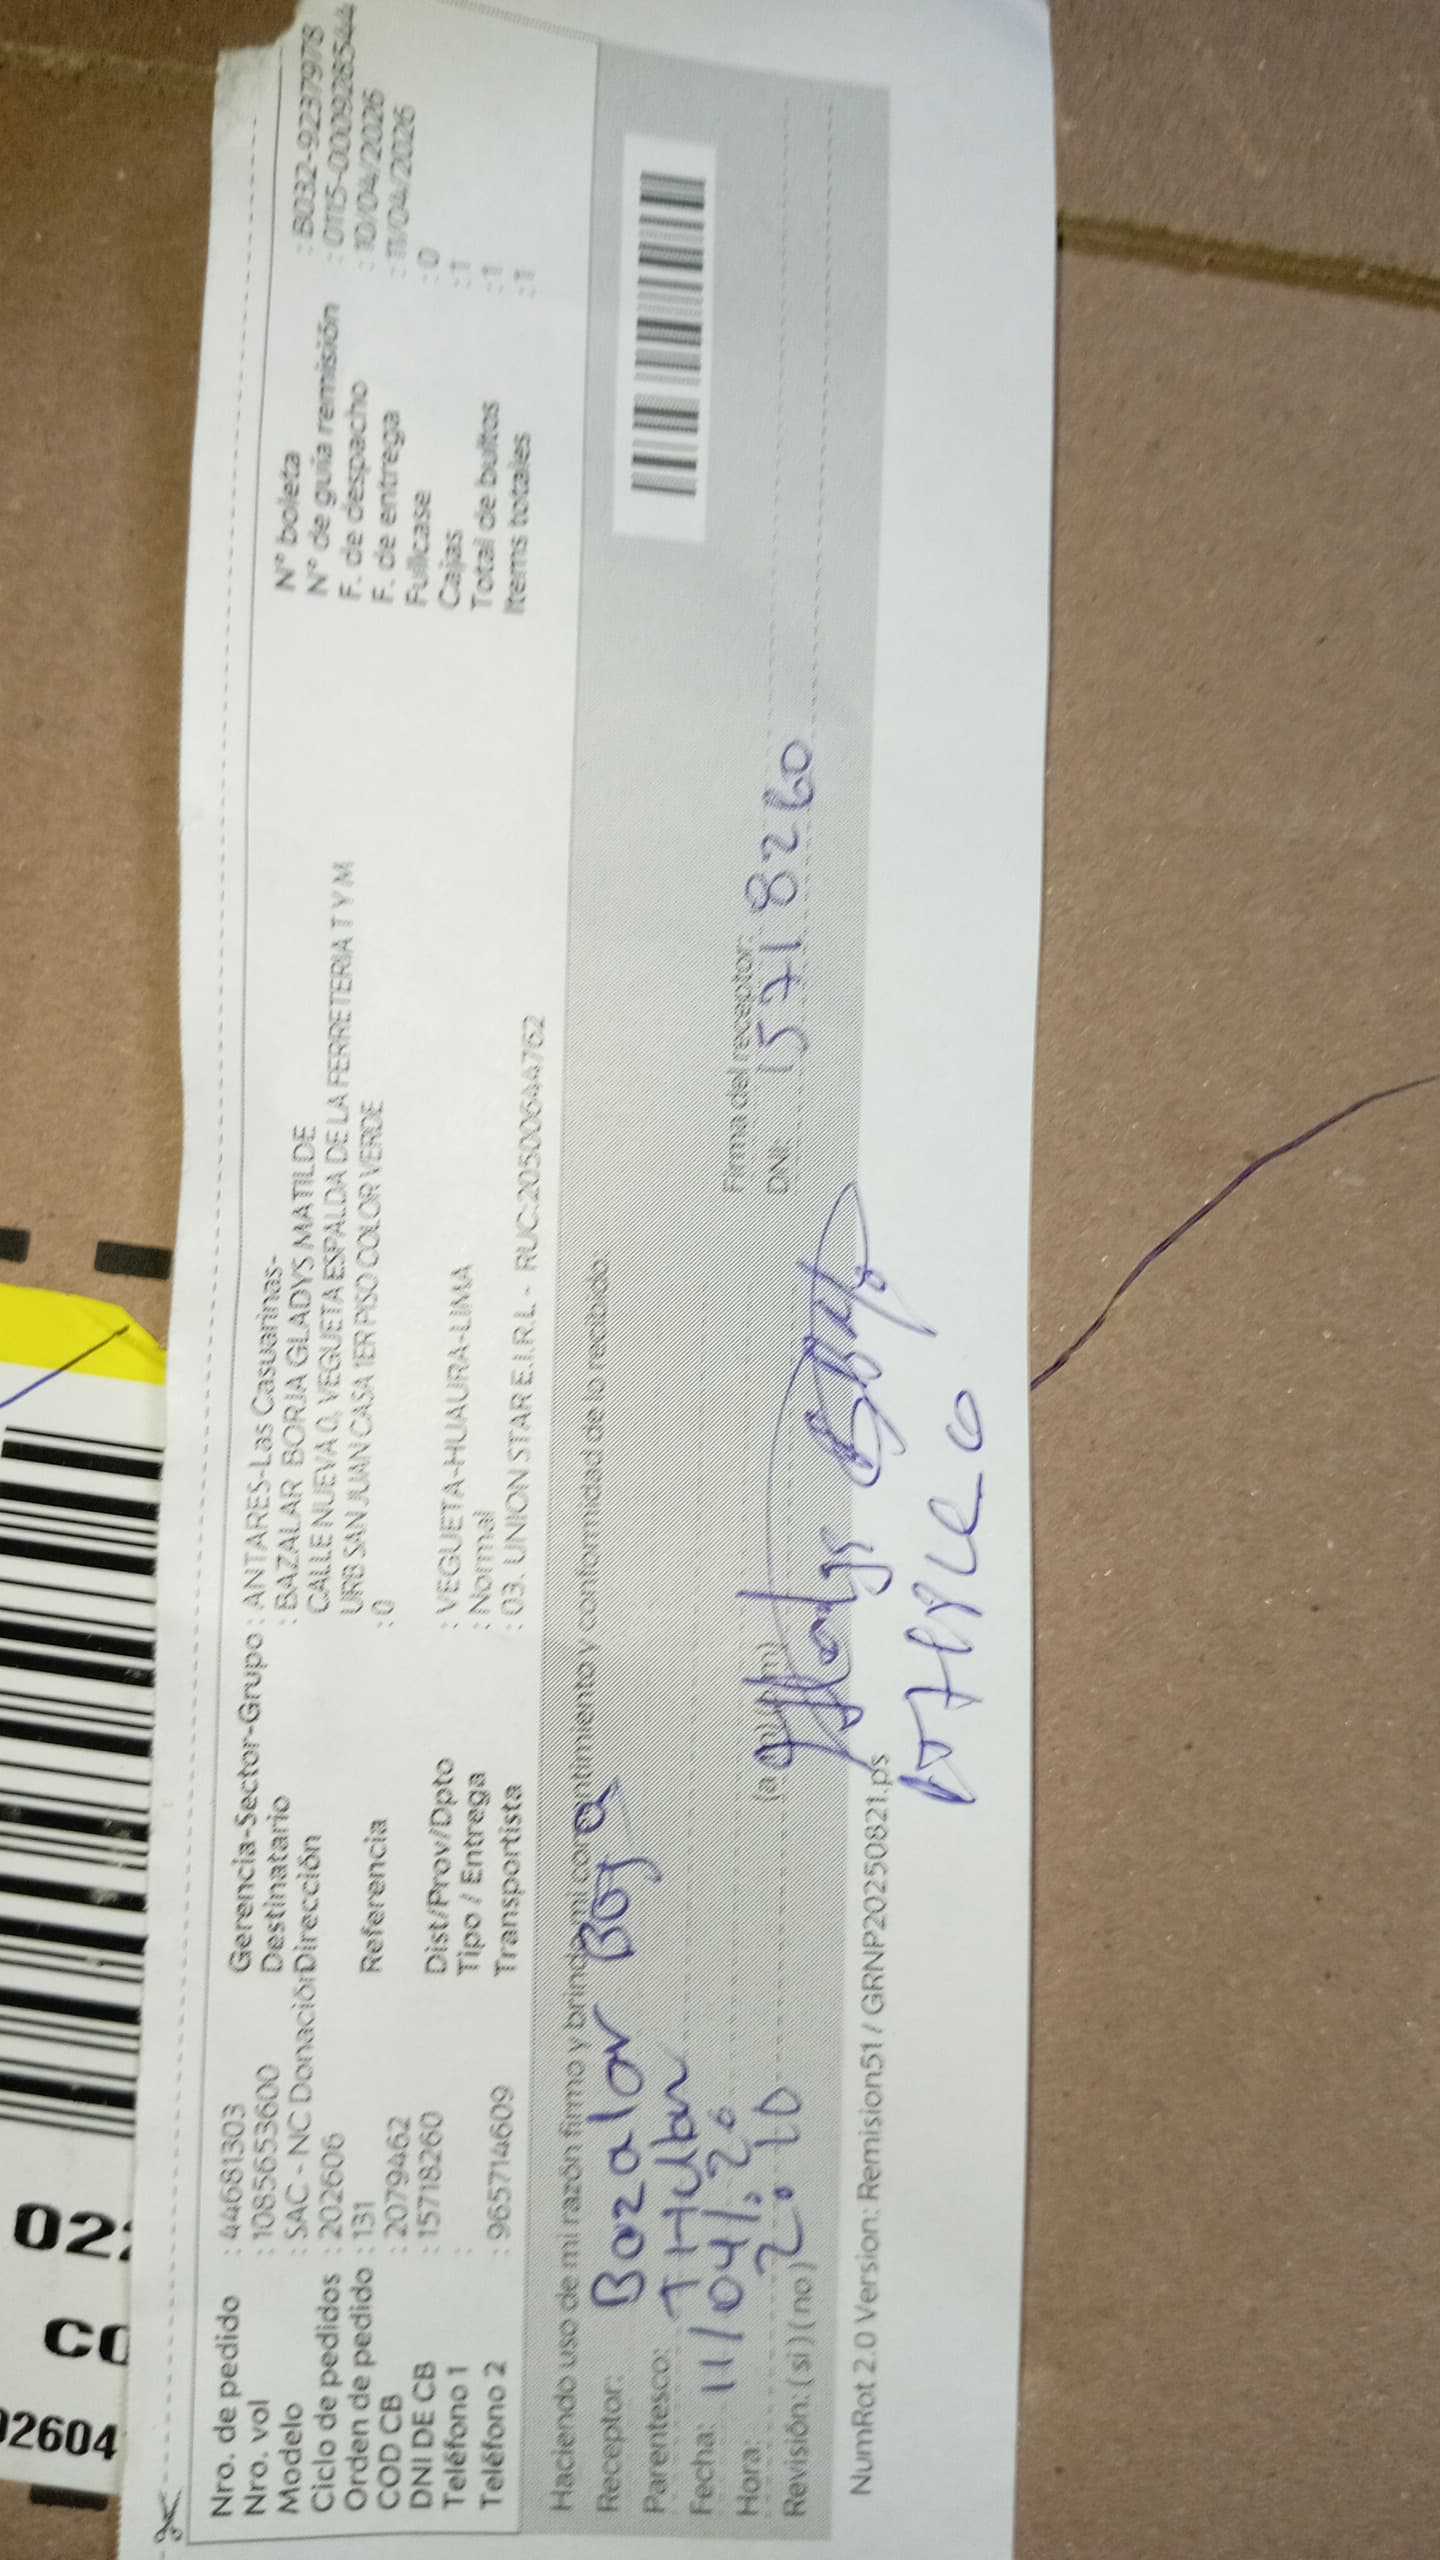 Nro. de pedido : 44681303
Nro. vol : 1085653600
Modelo : SAC - NC Donación
Ciclo de pedidos : 202606
Orden de pedido : 131
COD CB : 2079462
DNI DE CB : 15718260
Teléfono 1 :
Teléfono 2 : 965714609
Gerencia-Sector-Grupo : ANTARES-Las Casuarinas-
Destinatario : BAZALAR BORJA GLADYS MATILDE
Dirección CALLE NUEVA 0, VEGUETA ESPALDA DE LA FERRETERIA T Y M
URB SAN JUAN CASA 1ER PISO COLOR VERDE
Referencia : 0
Dist/Prov/Dpto : VEGUETA-HUAURA-LIMA
Tipo / Entrega : Normal
Transportista : 03. UNION STAR E.I.R.L - RUC:20500644762
N° boleta : B032-9237978
N° de guía remisión : 0115-000926544
F. de despacho : 10/04/2026
F. de entrega : 11/04/2026
Fullcase : 0
Cajas : 1
Total de bultos : 1
Items totales : 1
Haciendo uso de mi razón firmo y brindo mi consentimiento y conformidad de lo recibido:
Receptor: Bazalar Borja
Parentesco:
Fecha: 11/04/26
Hora: 2:10 (a.m./p.m)
Revisión: (si) (no)
Firma del receptor:
DNI: 15718260
NumRot 2.0 Version: Remision51 / GRNP20250821.ps
022
CO
02604